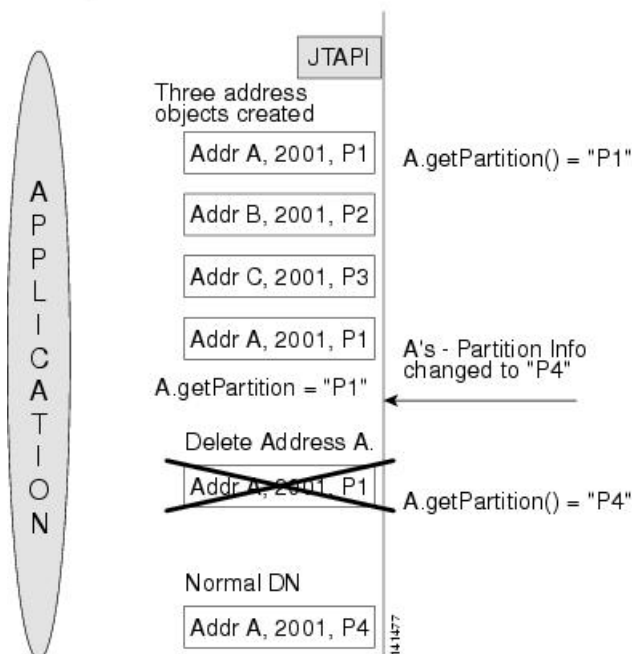 JTAPI
Three address
objects created
Addr A, 2001, P1
A.getPartition() = "P1"
Addr B, 2001, P2
Addr C, 2001, P3
Addr A, 2001, P1
A's - Partition Info
changed to "P4"
A.getPartition = "P1"
Delete Address A.
Addr A, 2001, P1
A.getPartition() = "P4"
Normal DN
Addr A, 2001, P4
141477
APPLICATION